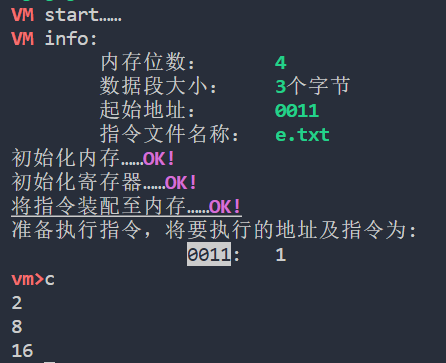 VM start……
VM info:
内存位数： 4
数据段大小： 3个字节
起始地址： 0011
指令文件名称： e.txt
初始化内存……OK!
初始化寄存器……OK!
将指令装配至内存……OK!
准备执行指令，将要执行的地址及指令为:
0011: 1
vm>c
2
8
16